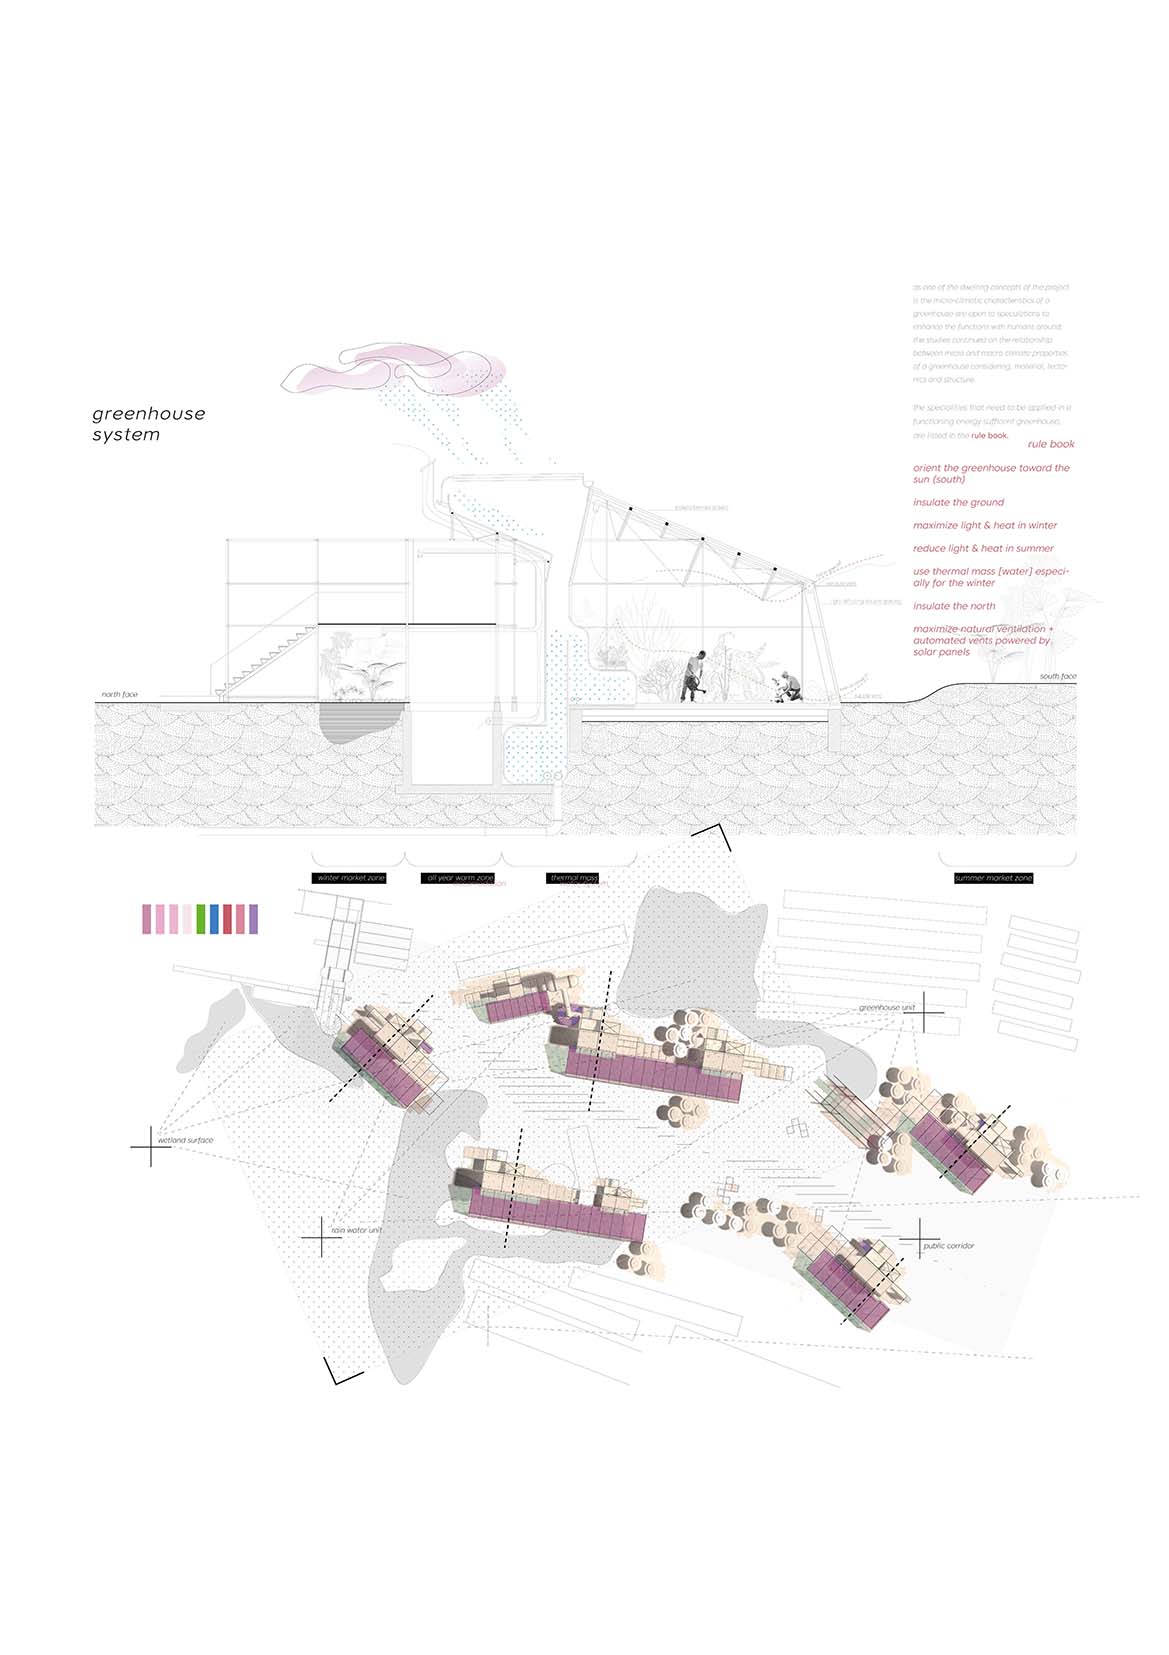 as one of the dwelling concepts of the project
is the micro-climatic characteristics of a
greenhouse are open to speculations to
enhance the functions with humans around,
the studies continued on the relationship
between micro and macro climate properties
of a greenhouse considering, material, tecto-
nics and structure.
the specialities that need to be applied in a
functioning energy sufficent greenhouse,
are listed in the rule book.
rule book
greenhouse
system
orient the greenhouse toward the
sun (south)
insulate the ground
maximize light & heat in winter
reduce light & heat in summer
use thermal mass [water] especi-
ally for the winter
insulate the north
maximize natural ventilation +
automated vents powered by
solar panels
north face
south face
winter market zone
all year warm zone
thermal mass
summer market zone
greenhouse unit
wetland surface
rain water unit
public corridor